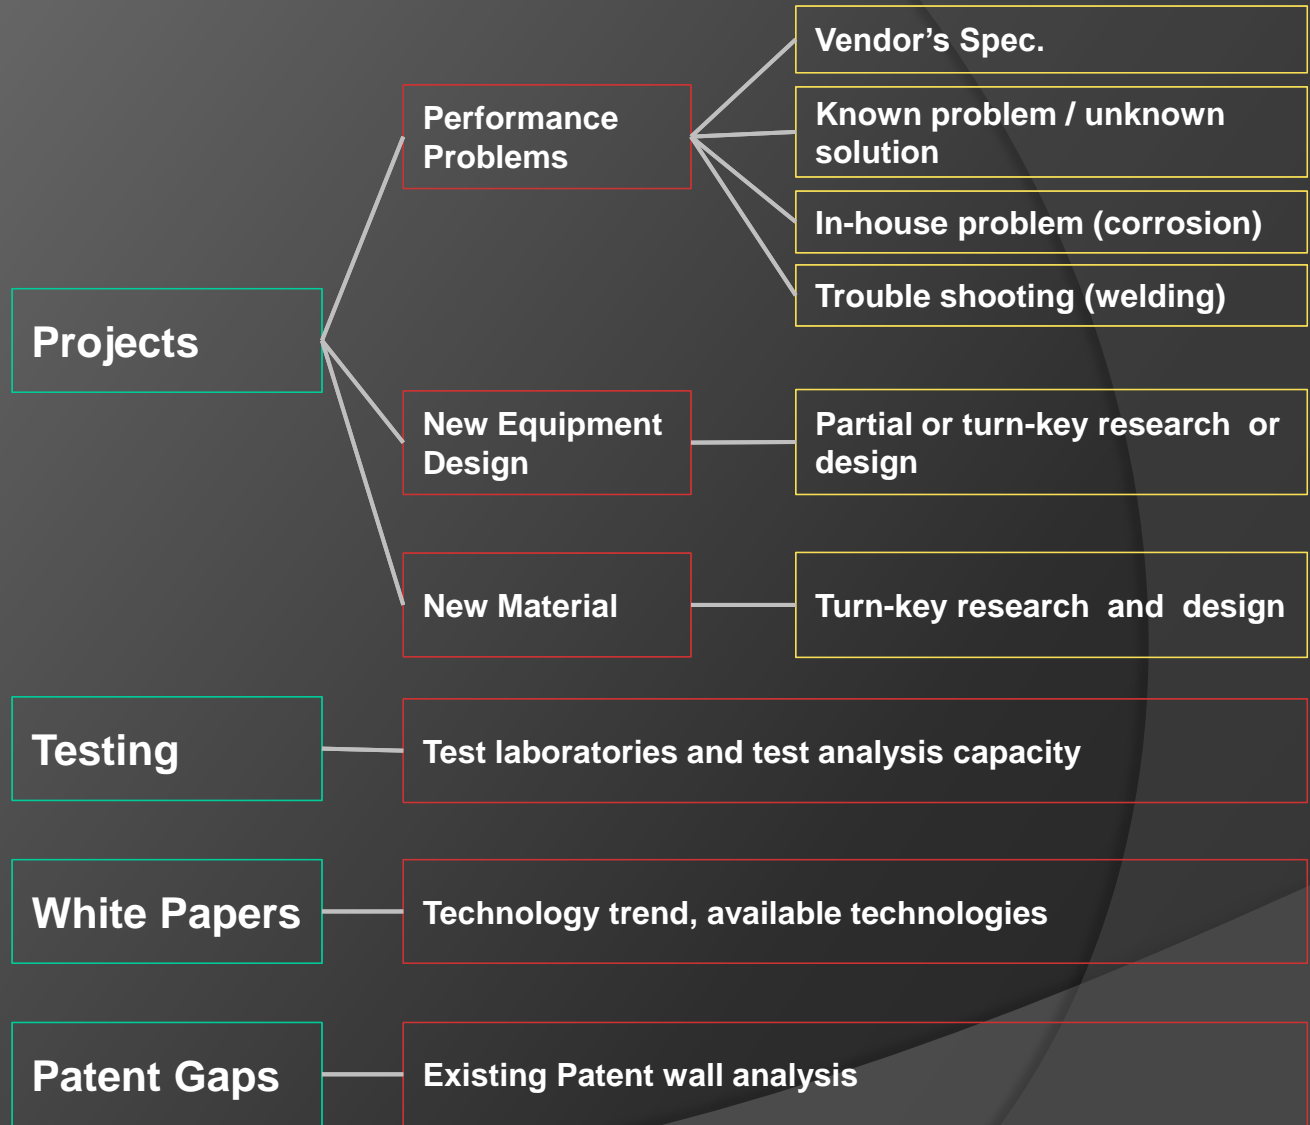 Vendor's Spec.
Performance
Problems
Known problem / unknown
solution
In-house problem (corrosion)
Trouble shooting (welding)
Projects
New Equipment
Design
Partial or turn-key research  or
design
New Material
Turn-key research  and  design
Testing
Test laboratories and test analysis capacity
White Papers
Technology trend, available technologies
Patent Gaps
Existing Patent wall analysis